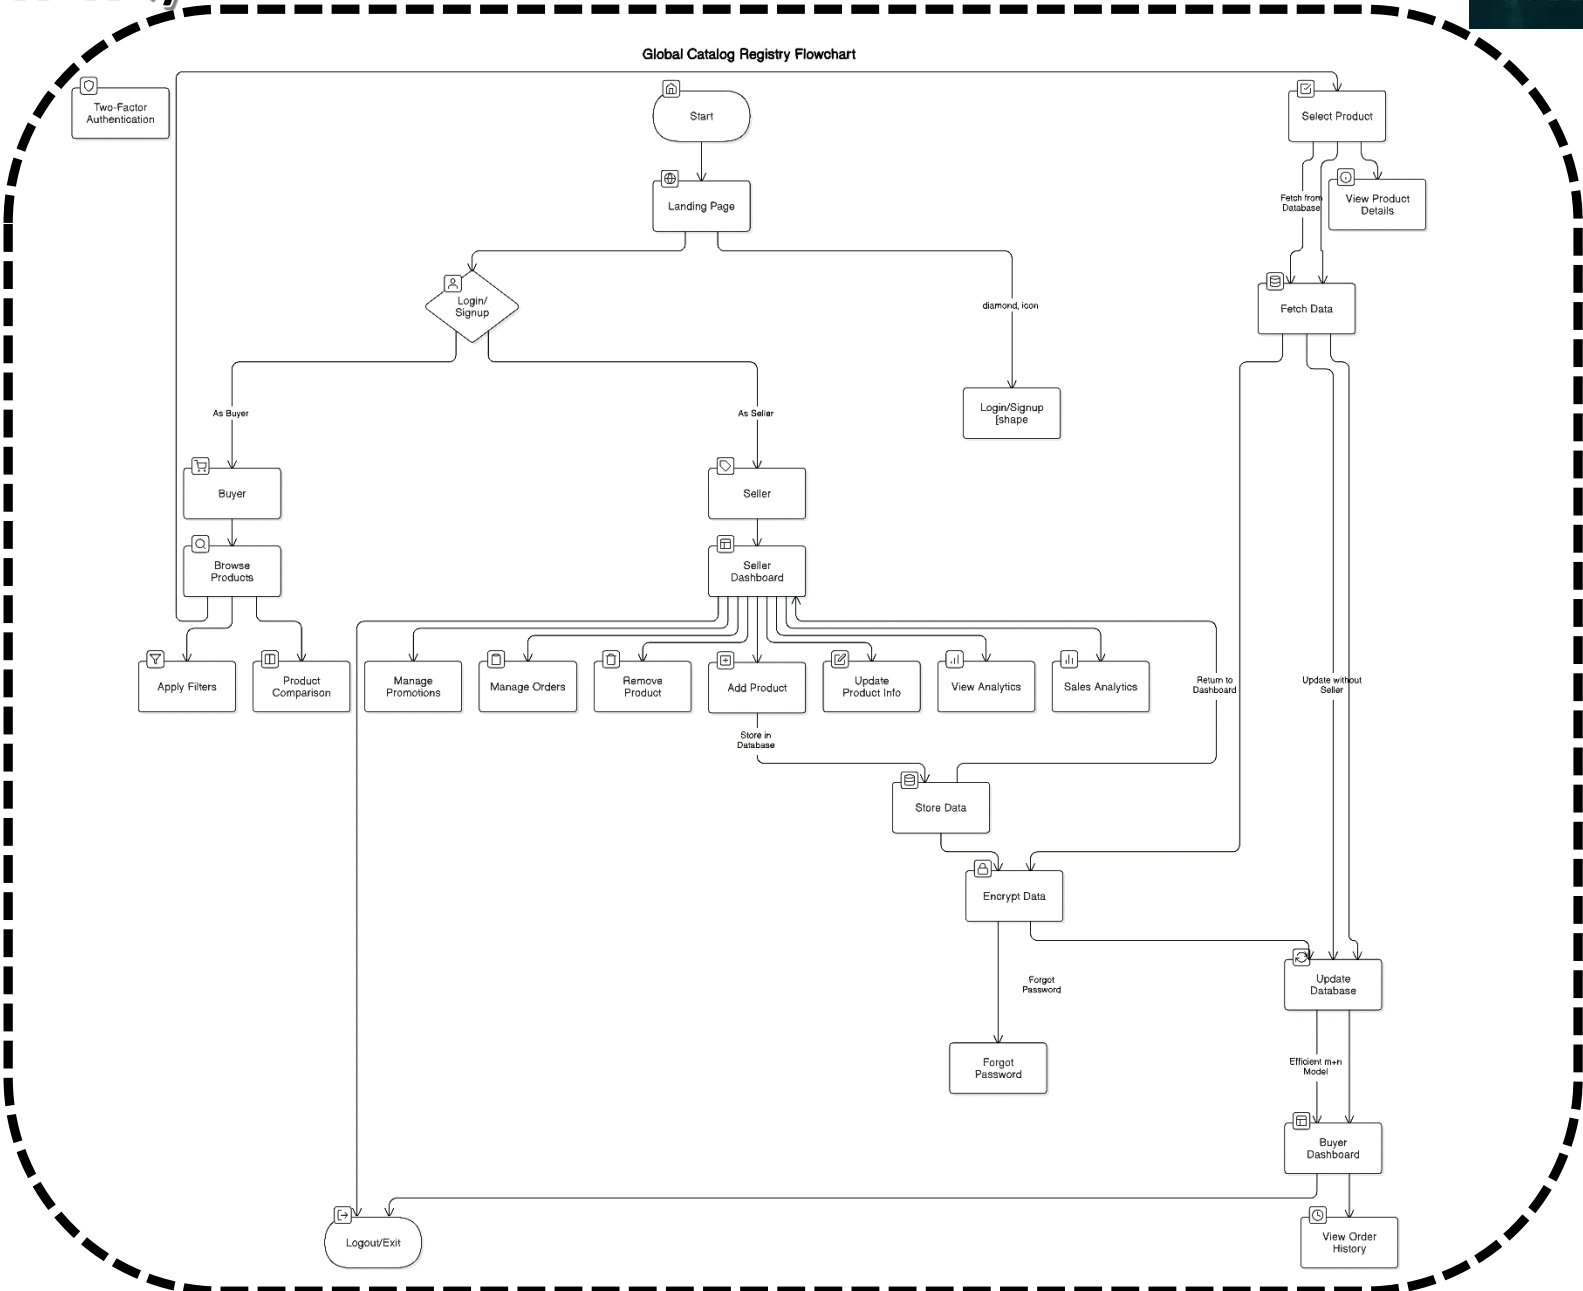 Global Catalog Registry Flowchart
Two-Factor
Authentication
Start
Select Product
Landing Page
Fetch from
Database
View Product
Details
Login/
Signup
diamond, icon
Fetch Data
As Buyer
As Seller
Login/Signup
[shape
Buyer
Seller
Browse
Products
Seller
Dashboard
Apply Filters
Product
Comparison
Manage
Promotions
Manage Orders
Remove
Product
Add Product
Update
Product Info
View Analytics
Sales Analytics
Return to
Dashboard
Update without
Seller
Store in
Database
Store Data
Encrypt Data
Forgot
Password
Update
Database
Forgot
Password
Efficient m+n
Model
Buyer
Dashboard
Logout/Exit
View Order
History